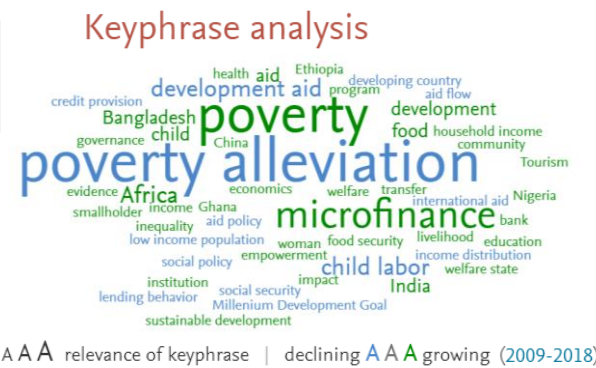 Keyphrase analysis
health aid Ethiopia
development aid program developing country
credit provision aid flow
Bangladesh poverty development
governance child China food household income
community
poverty alleviation Tourism
evidence Africa economics welfare transfer
international aid Nigeria
smallholder income Ghana microfinance bank
inequality aid policy
low income population woman food security livelihood education
social policy empowerment child labor income distribution
welfare state
institution social security impact India
lending behavior Millenium Development Goal
sustainable development
A A A relevance of keyphrase | declining A A A growing (2009-2018)